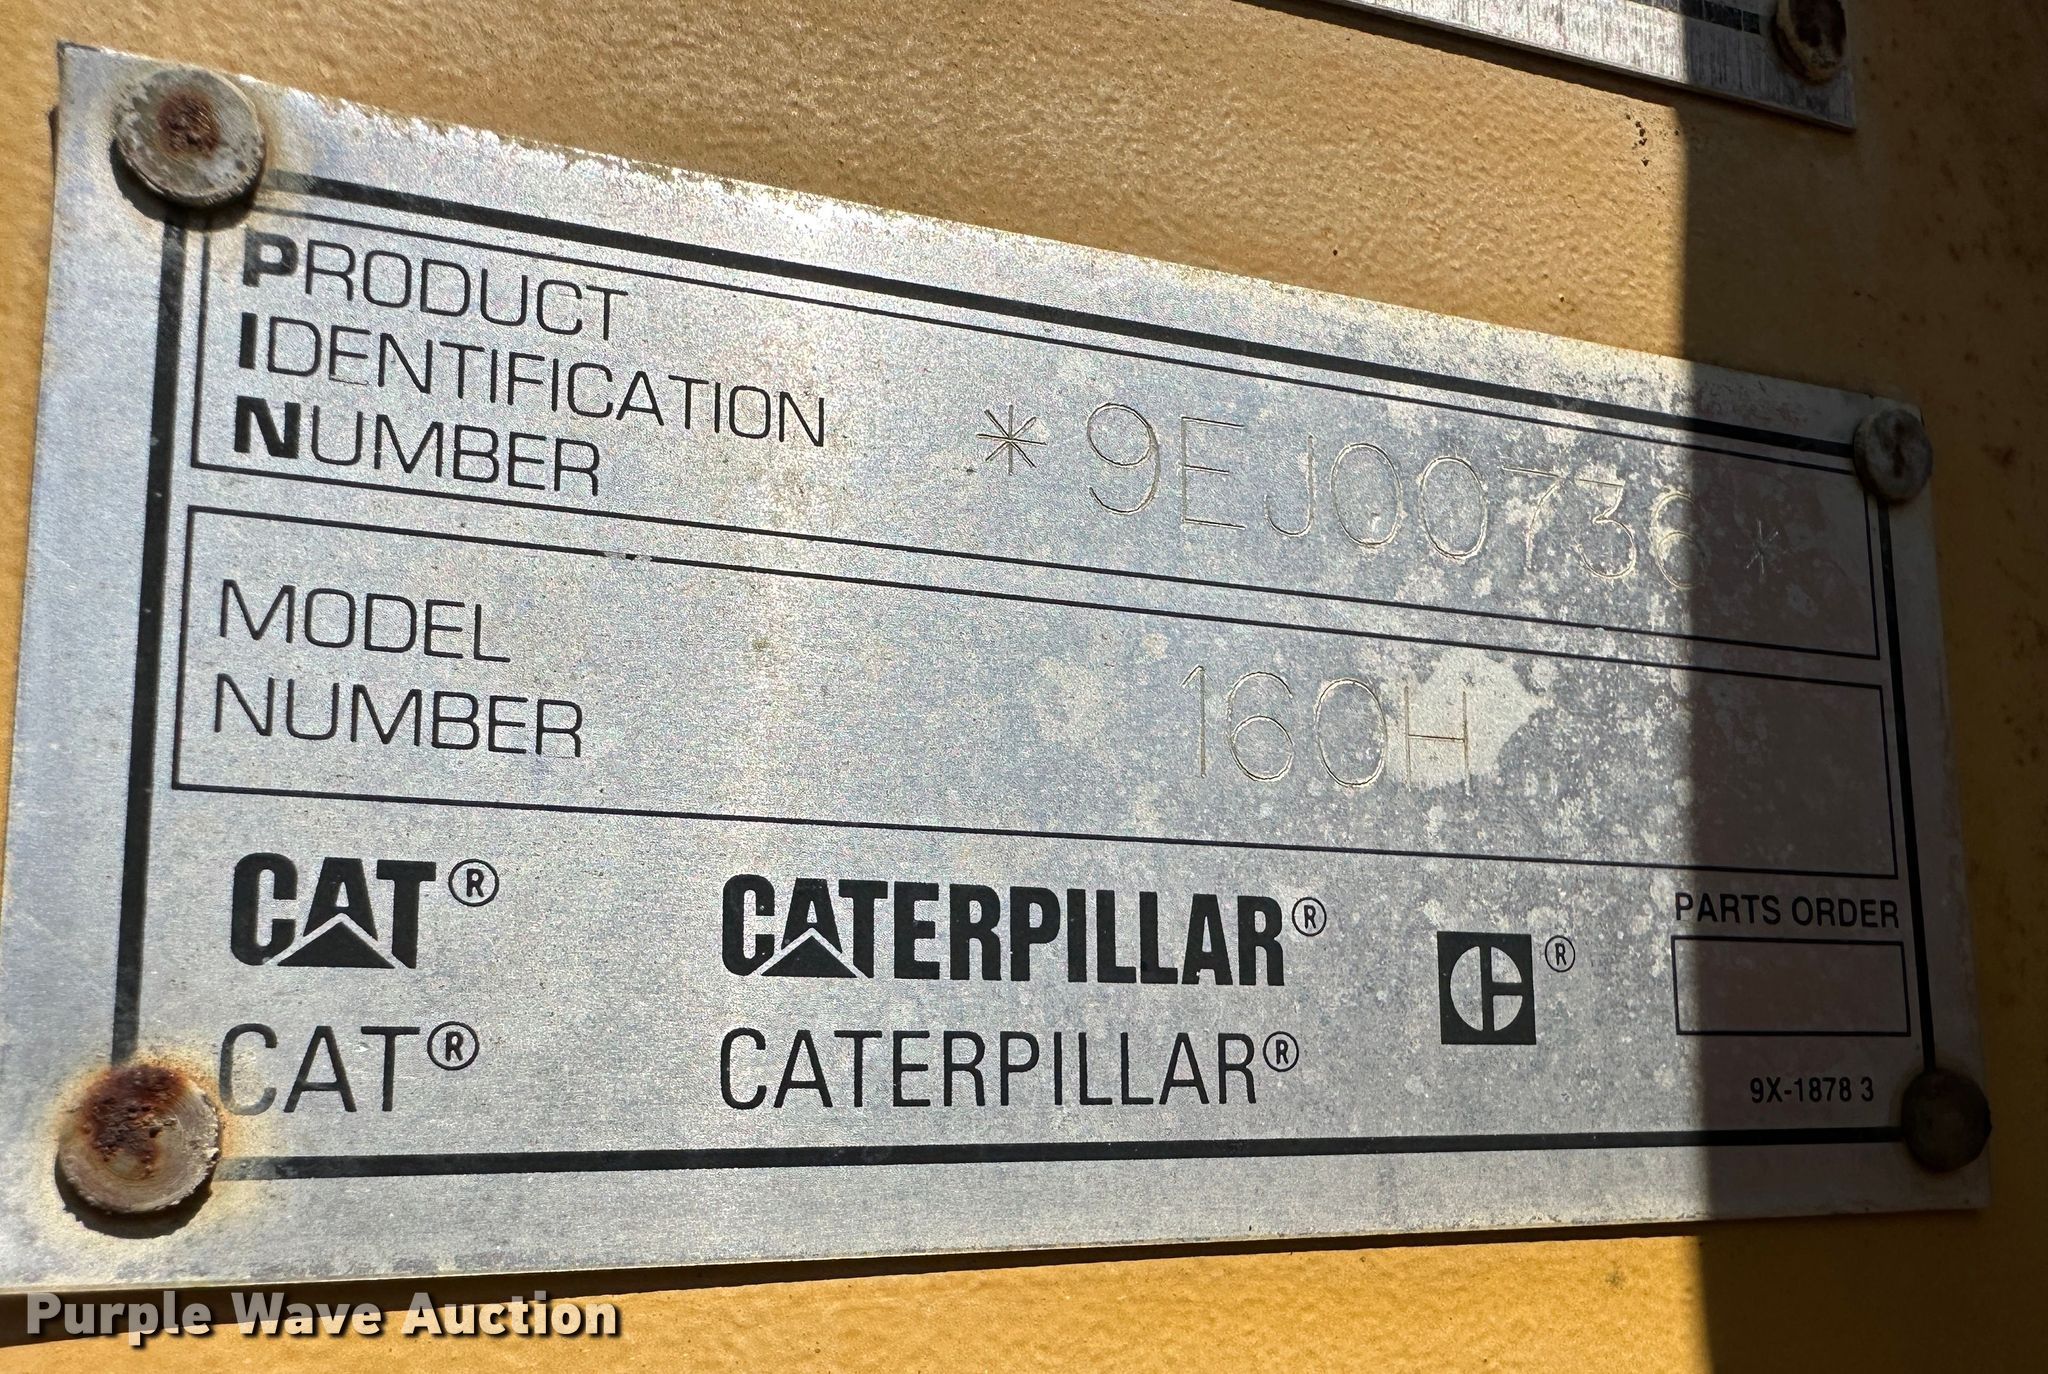 PRODUCT
IDENTIFICATION
NUMBER
*9EJ00736*
MODEL
NUMBER
160H
CAT® CATERPILLAR® ®
PARTS ORDER
CAT® CATERPILLAR®
9X-1878 3
Purple Wave Auction